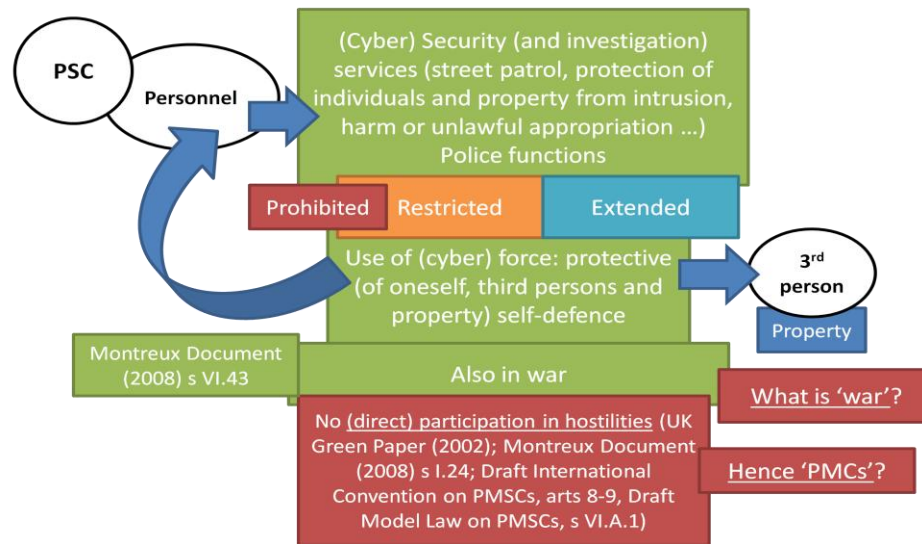 PSC
Personnel
(Cyber) Security (and investigation)
services (street patrol, protection of
individuals and property from intrusion,
harm or unlawful appropriation ...)
Police functions
Prohibited
Restricted
Extended
Use of (cyber) force: protective
(of oneself, third persons and
property) self-defence
3rd
person
Property
Montreux Document
(2008) s VI.43
Also in war
What is ‘war’?
No (direct) participation in hostilities (UK
Green Paper (2002); Montreux Document
(2008) s I.24; Draft International
Convention on PMSCs, arts 8-9, Draft
Model Law on PMSCs, s VI.A.1)
Hence ‘PMCs’?